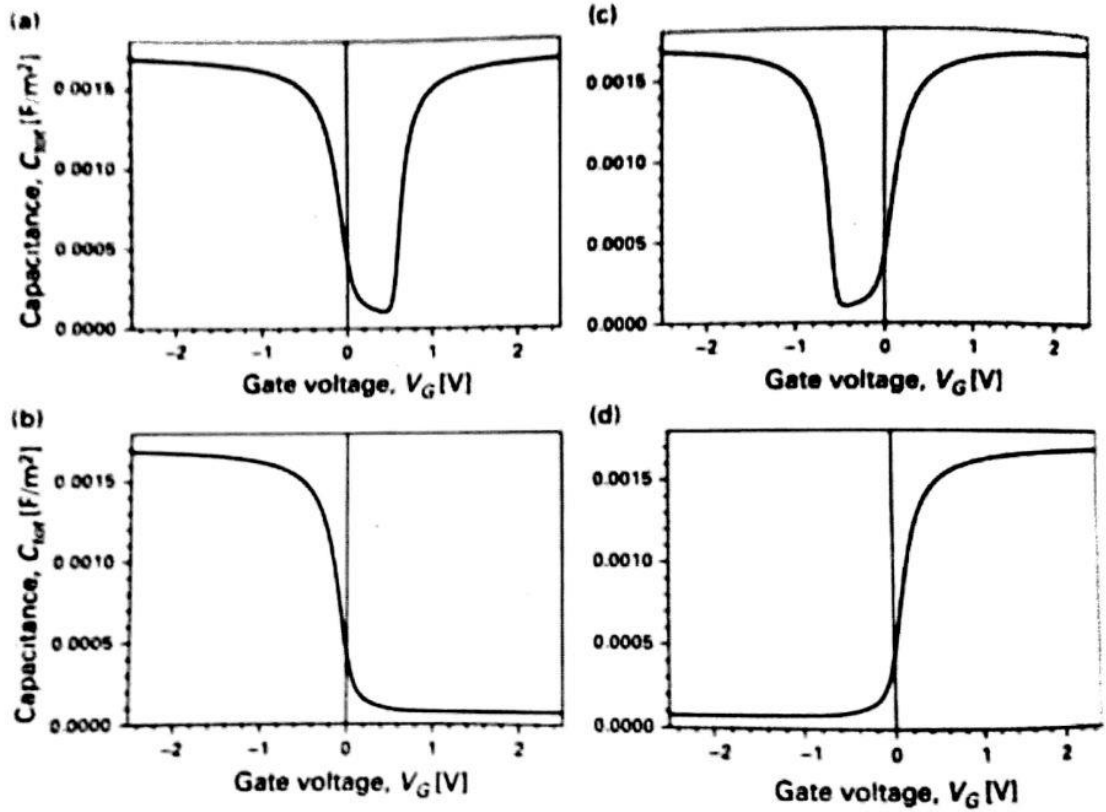 (a)
Capacitance, C_tot [F/m²]
0.0015
0.0010
0.0005
0.0000
−2 −1 0 1 2
Gate voltage, V_G [V]
(c)
0.0015
0.0010
0.0005
0.0000
−2 −1 0 1 2
Gate voltage, V_G [V]
(b)
Capacitance, C_tot [F/m²]
0.0015
0.0010
0.0005
0.0000
−2 −1 0 1 2
Gate voltage, V_G [V]
(d)
0.0015
0.0010
0.0005
0.0000
−2 −1 0 1 2
Gate voltage, V_G [V]